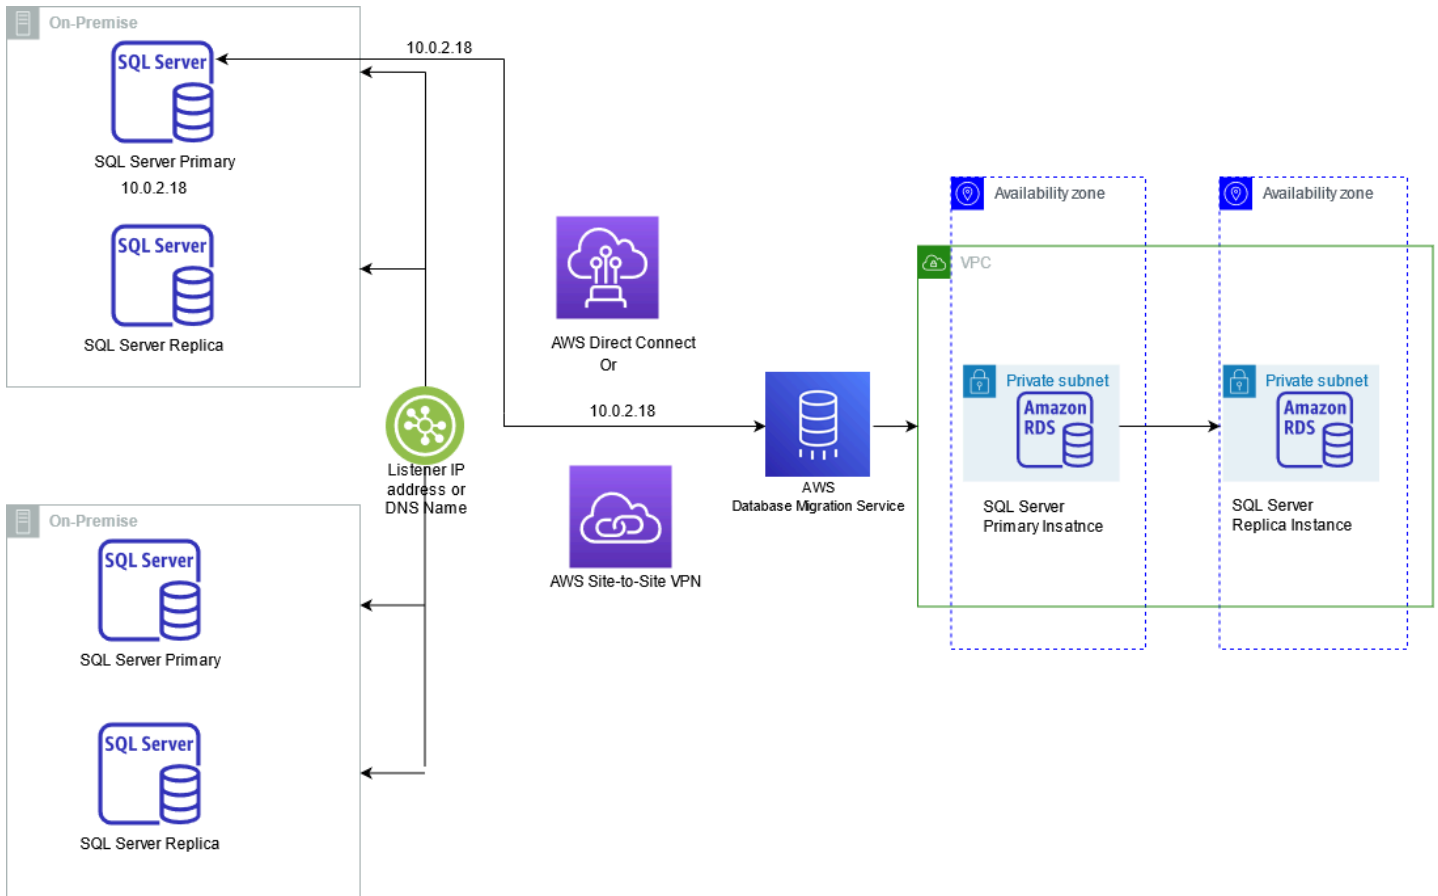 On-Premise
SQL Server
SQL Server Primary
10.0.2.18
SQL Server
SQL Server Replica
10.0.2.18
AWS Direct Connect
Or
10.0.2.18
AWS Site-to-Site VPN
Listener IP
address or
DNS Name
On-Premise
SQL Server
SQL Server Primary
SQL Server
SQL Server Replica
AWS
Database Migration Service
Availability zone
Availability zone
VPC
Private subnet
Amazon
RDS
SQL Server
Primary Insatnce
Private subnet
Amazon
RDS
SQL Server
Replica Instance